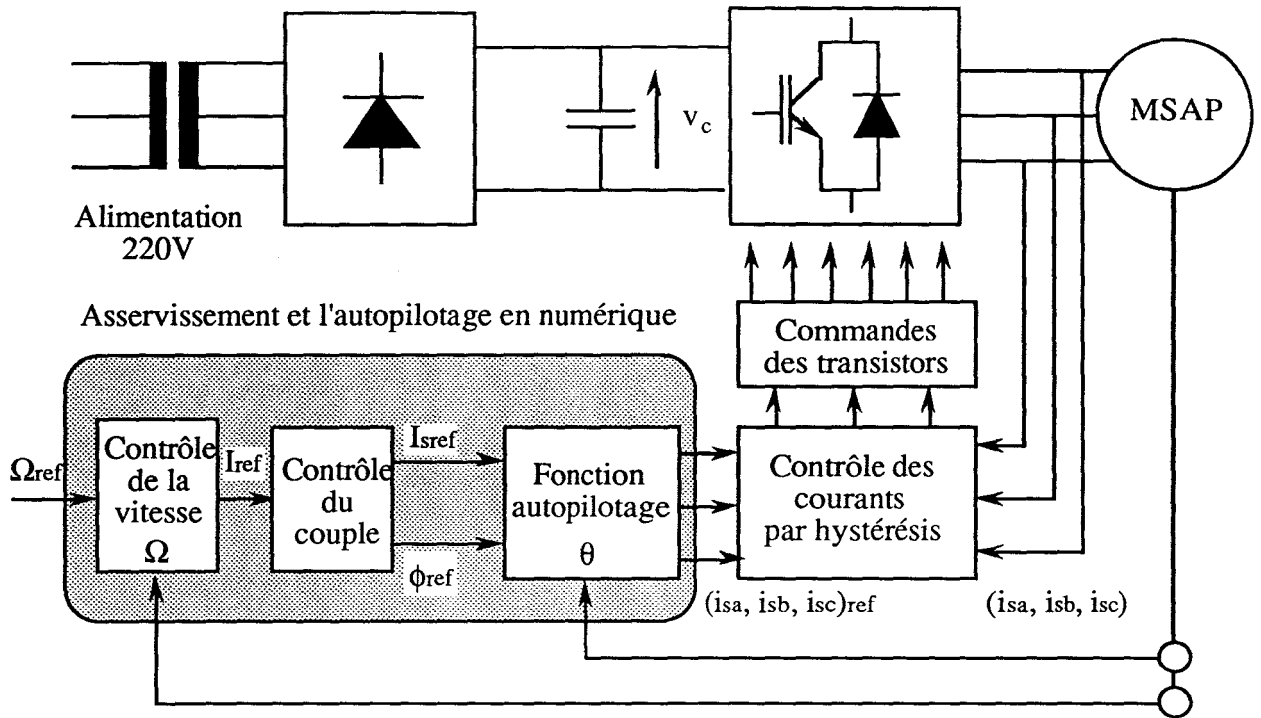 MSAP
v_c
Alimentation
220V
Asservissement et l'autopilotage en numérique
Commandes
des transistors
Ωref
Contrôle
de la
vitesse
Ω
Iref
Contrôle
du
couple
Isref
ϕref
Fonction
autopilotage
θ
Contrôle des
courants
par hystérésis
(isa, isb, isc)ref
(isa, isb, isc)